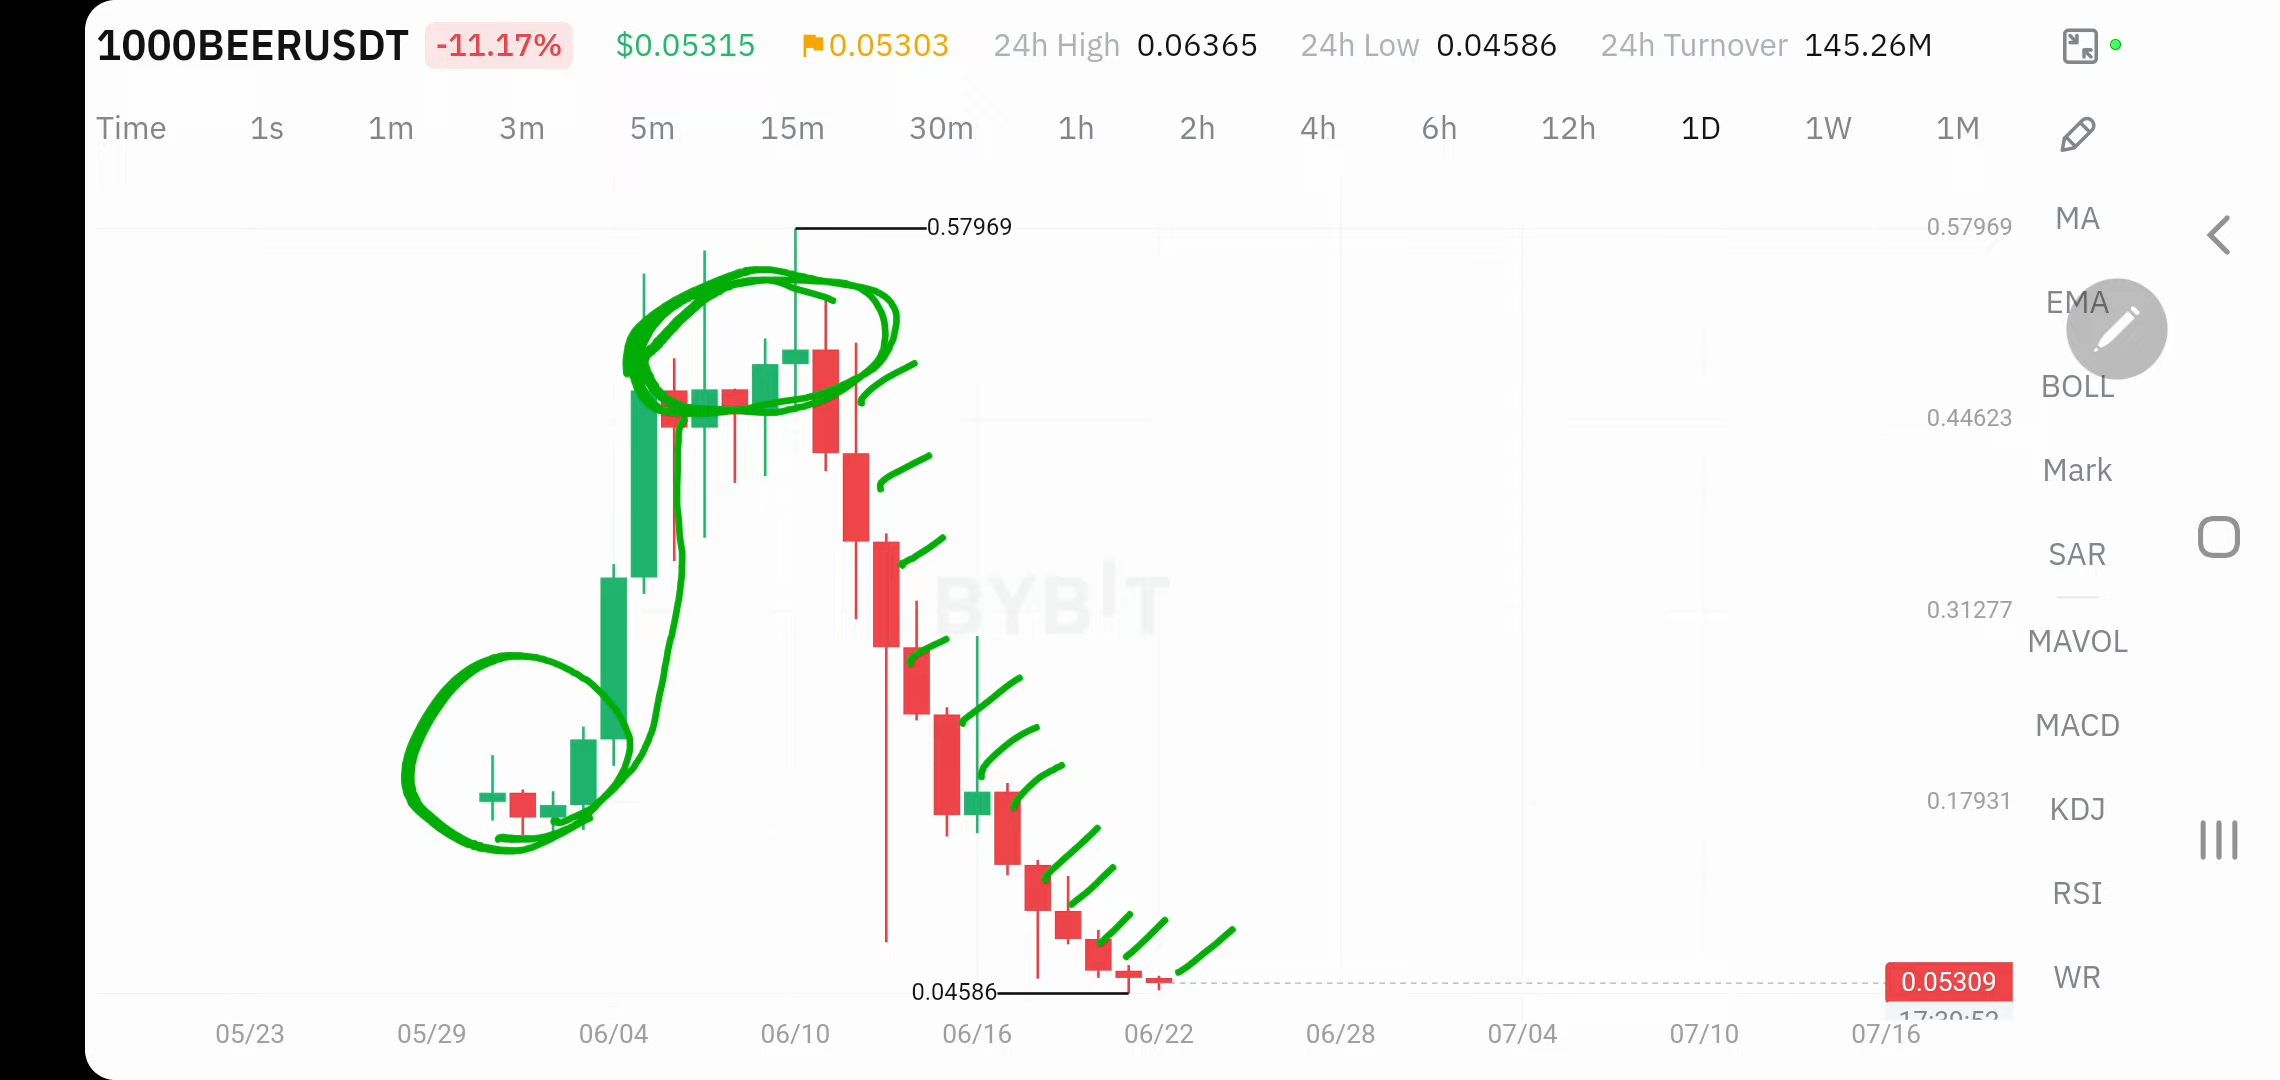 1000BEERUSDT -11.17% $0.05315 0.05303 24h High 0.06365 24h Low 0.04586 24h Turnover 145.26M
Time 1s 1m 3m 5m 15m 30m 1h 2h 4h 6h 12h 1D 1W 1M
MA
0.57969 0.57969
EMA
BOLL
0.44623
Mark
SAR
BYBIT
0.31277
MAVOL
MACD
0.17931
KDJ
RSI
WR
0.05309
0.04586
05/23 05/29 06/04 06/10 06/16 06/22 06/28 07/04 07/10 07/16